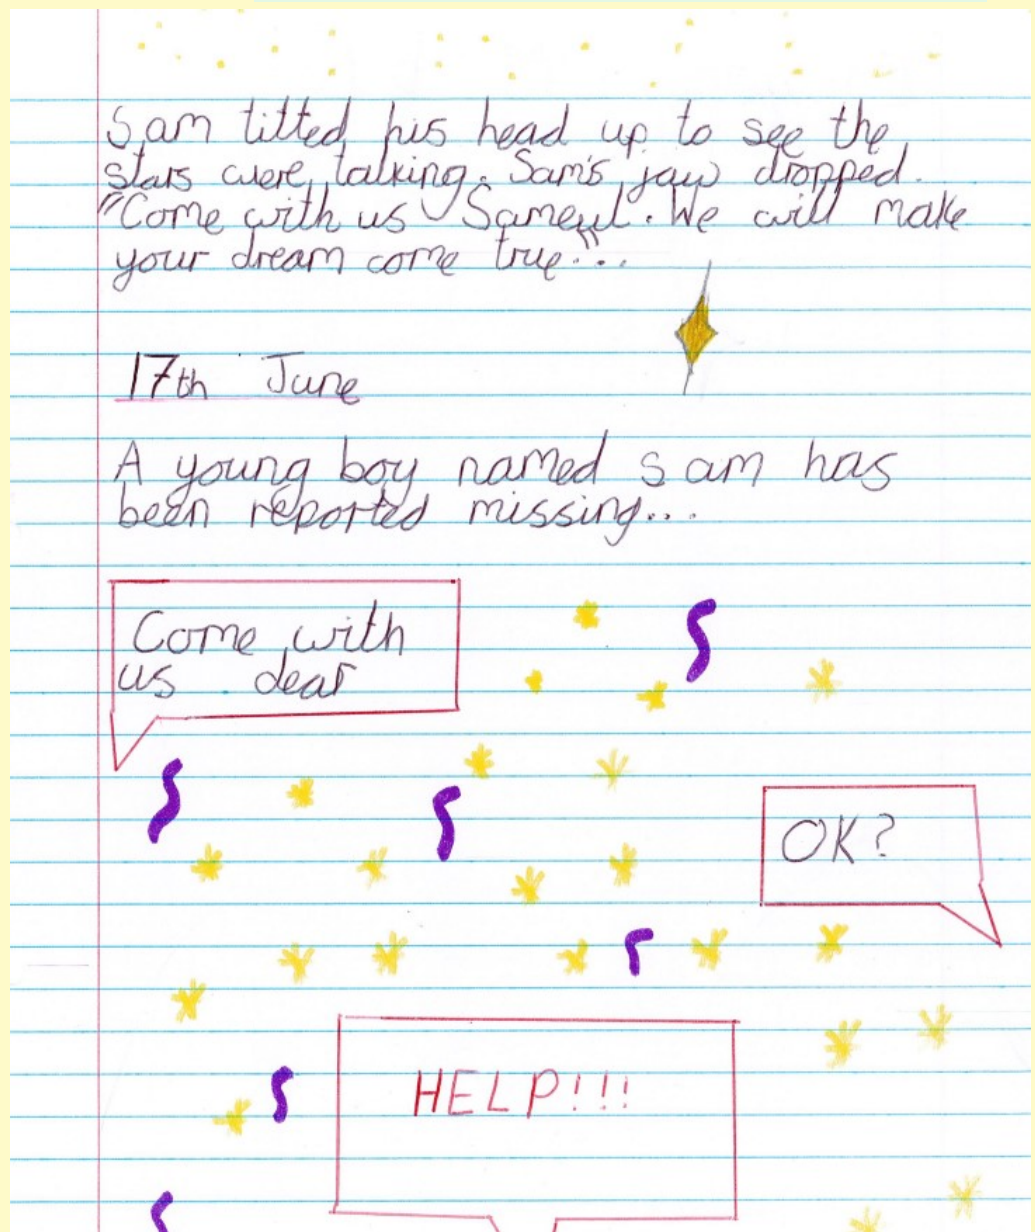 Sam titted his head up to see the
stars were talking. Sam's jaw dropped.
"Come with us Sameul. We will make
your dream come true"...
17th June
A young boy named Sam has
been reported missing...
Come with
us dear
OK?
HELP!!!